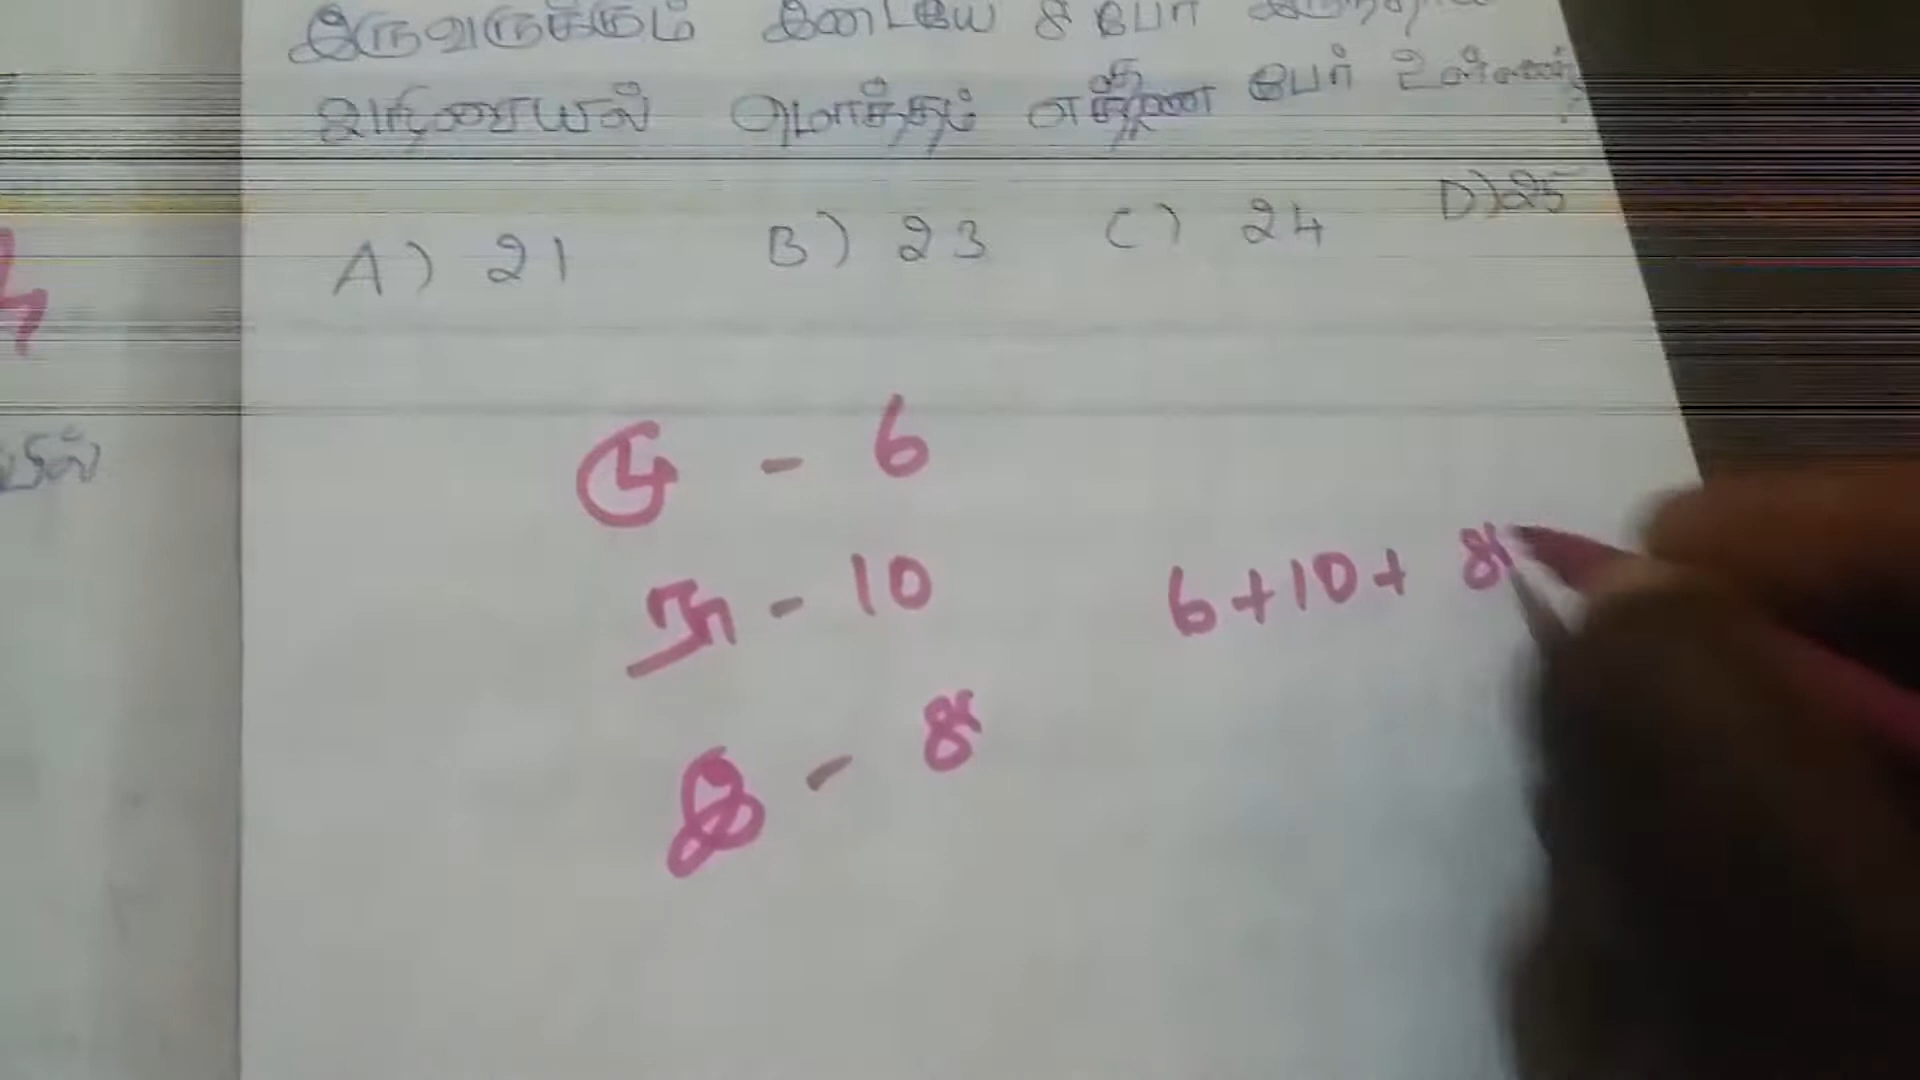 இருவருக்கும் இடையே 8 பேர்
வரிசையில் மொத்தம் எத்தனை பேர் உள்ளனர்?
A) 21 B) 23 C) 24 D) 25
மு - 6
ந - 10 6+10+ 8
இ - 8
யில்